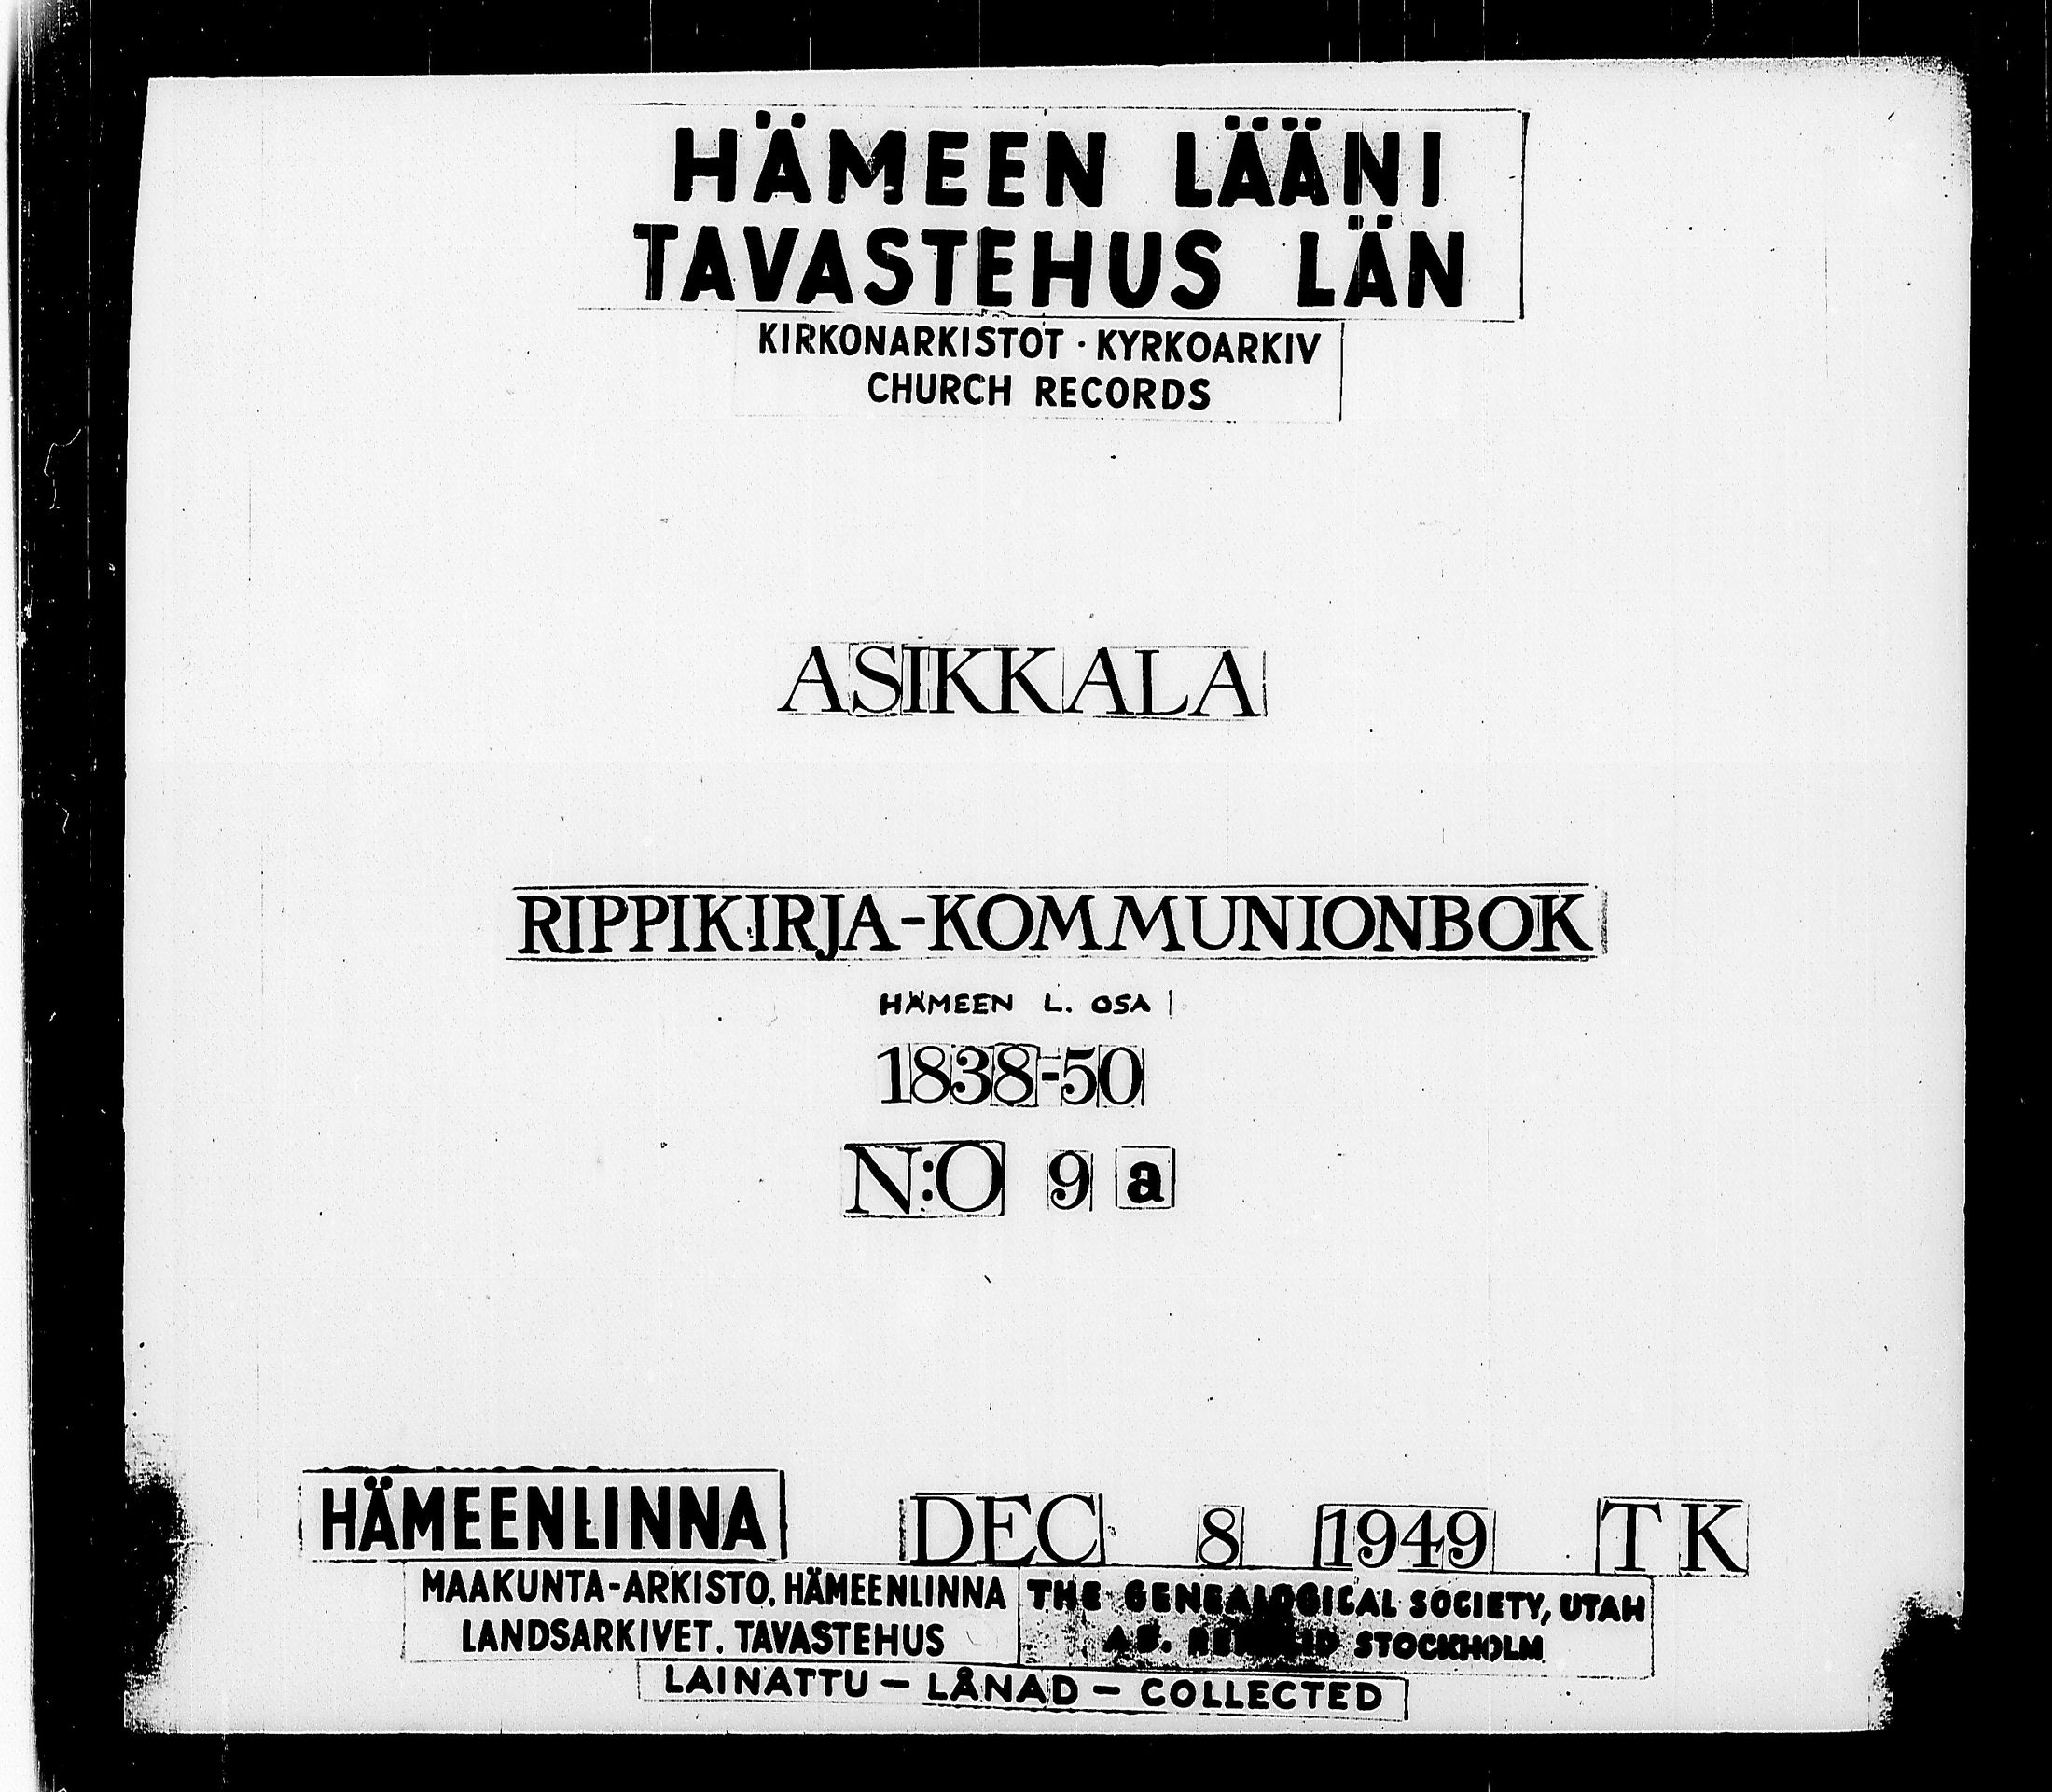 HÄMEEN LÄÄNI
TAVASTEHUS LÄN
KIRKONARKISTOT · KYRKOARKIV
CHURCH RECORDS
ASIKKALA
RIPPIKIRJA-KOMMUNIONBOK
HÄMEEN L. OSA
1838-50
N:O 9 a
HÄMEENLINNA DEC 8 1949 TK
MAAKUNTA-ARKISTO, HÄMEENLINNA
LANDSARKIVET. TAVASTEHUS
THE GENEALOGICAL SOCIETY, UTAH
AB. STOCKHOLM
LAINATTU – LÅNAD – COLLECTED